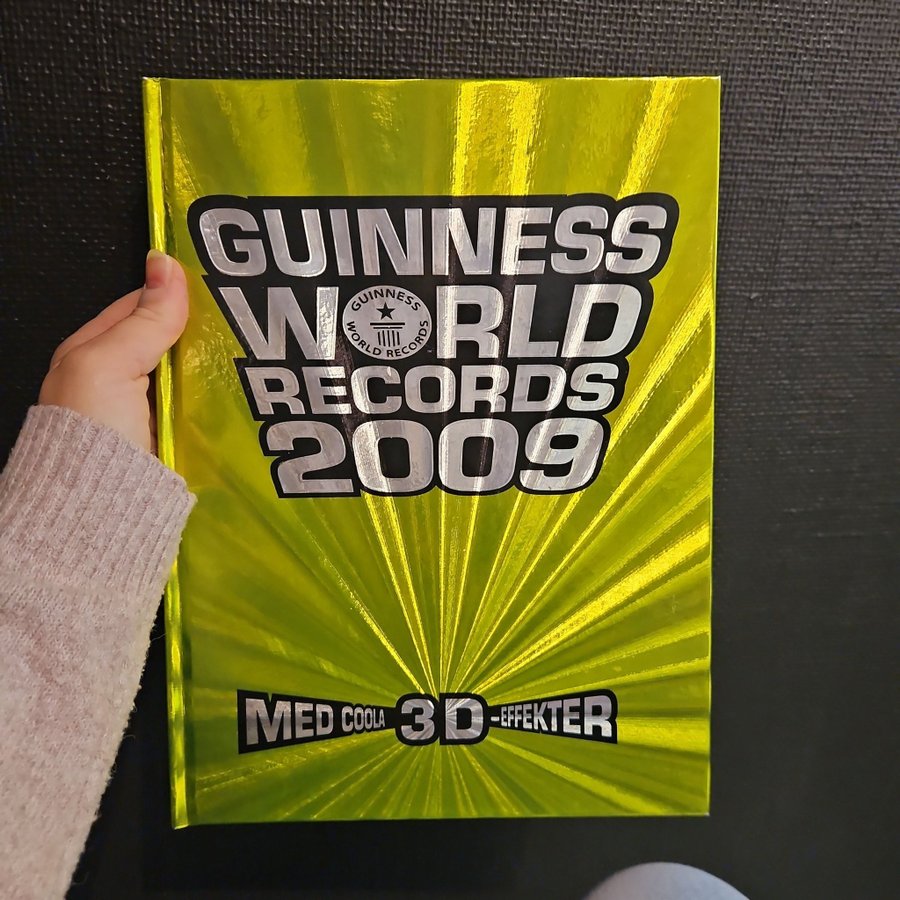 GUINNESS
WORLD
GUINNESS
WORLD RECORDS
RECORDS
2009
MED COOLA 3D-EFFEKTER